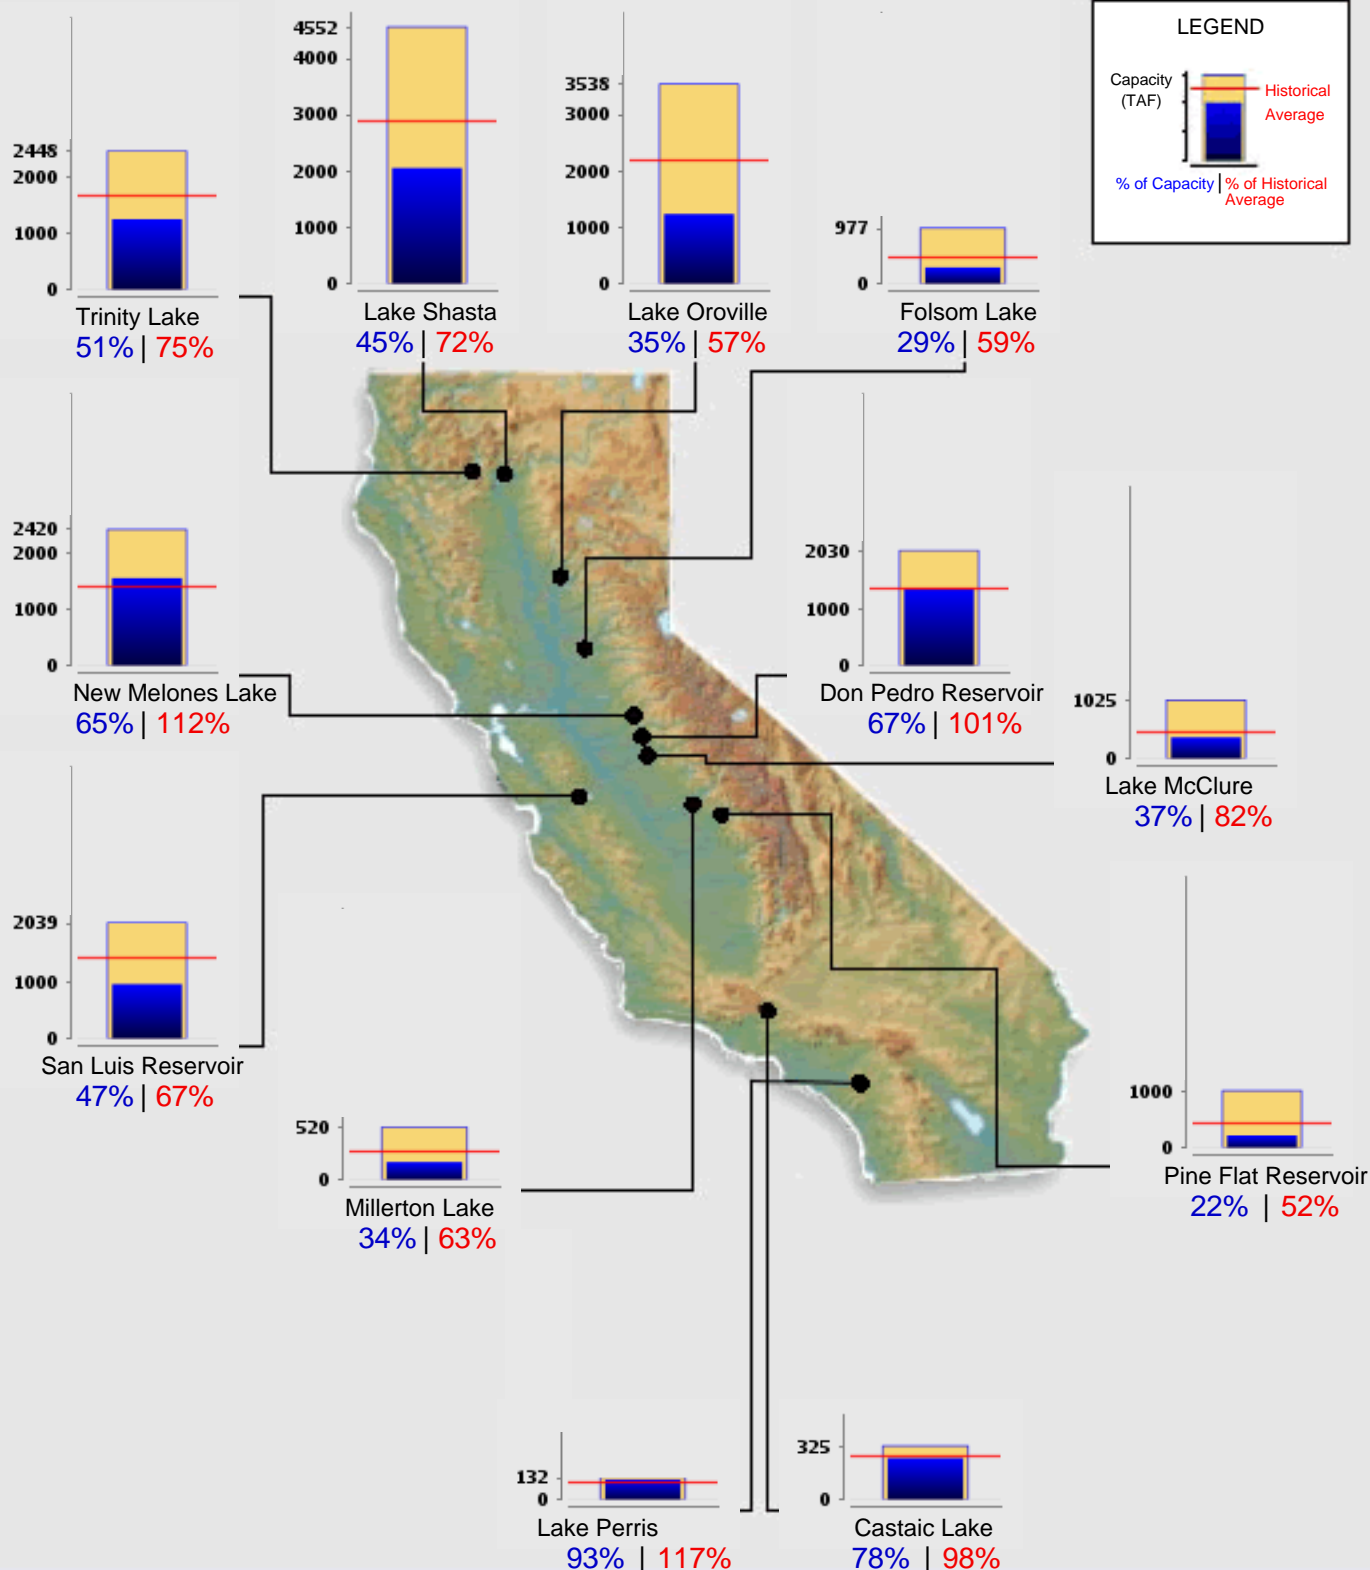 LEGEND
Capacity
(TAF)
Historical
Average
% of Capacity | % of Historical
Average
2448
2000
1000
0
Trinity Lake
51% | 75%
4552
4000
3000
2000
1000
0
Lake Shasta
45% | 72%
3538
3000
2000
1000
0
Lake Oroville
35% | 57%
977
0
Folsom Lake
29% | 59%
2420
2000
1000
0
New Melones Lake
65% | 112%
2030
1000
0
Don Pedro Reservoir
67% | 101%
1025
0
Lake McClure
37% | 82%
2039
1000
0
San Luis Reservoir
47% | 67%
520
0
Millerton Lake
34% | 63%
1000
0
Pine Flat Reservoir
22% | 52%
132
0
Lake Perris
93% | 117%
325
0
Castaic Lake
78% | 98%